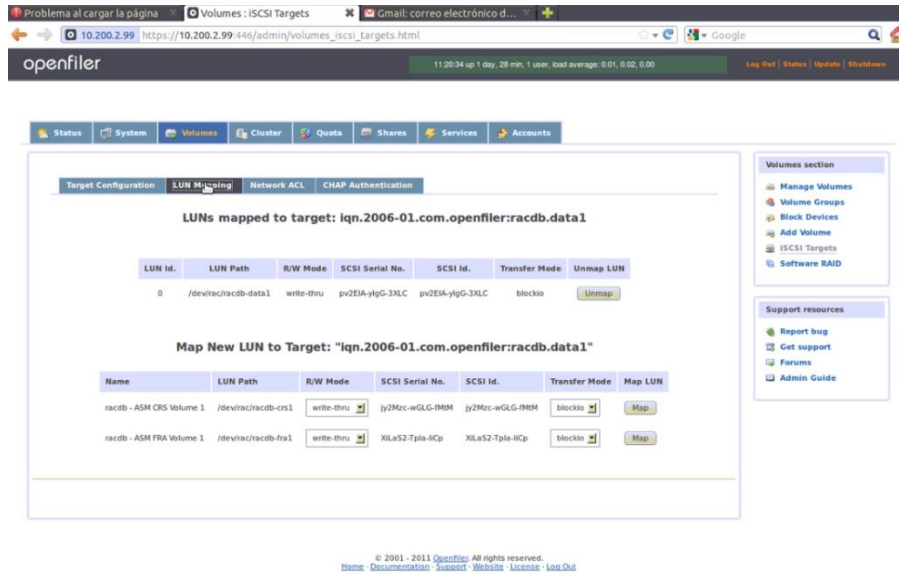 Problema al cargar la página
Volumes : iSCSI Targets
Gmail: correo electrónico d...
10.200.2.99 https://10.200.2.99:446/admin/volumes_iscsi_targets.html
Google
openfiler
11:20:34 up 1 day, 28 min, 1 user, load average: 0.01, 0.02, 0.00
Log Out | Status | Update | Shutdown
Status System Volumes Cluster Quota Shares Services Accounts
Target Configuration LUN Mapping Network ACL CHAP Authentication
LUNs mapped to target: iqn.2006-01.com.openfiler:racdb.data1
LUN Id. LUN Path R/W Mode SCSI Serial No. SCSI Id. Transfer Mode Unmap LUN
0 /dev/rac/racdb-data1 write-thru pv2EIA-yIgG-3XLC pv2EIA-yIgG-3XLC blockio Unmap
Map New LUN to Target: "iqn.2006-01.com.openfiler:racdb.data1"
Name LUN Path R/W Mode SCSI Serial No. SCSI Id. Transfer Mode Map LUN
racdb - ASM CRS Volume 1 /dev/rac/racdb-crs1 write-thru jy2Mzc-wGLG-fMtM jy2Mzc-wGLG-fMtM blockio Map
racdb - ASM FRA Volume 1 /dev/rac/racdb-fra1 write-thru XiLaS2-Tpla-liCp XiLaS2-Tpla-liCp blockio Map
Volumes section
Manage Volumes
Volume Groups
Block Devices
Add Volume
iSCSI Targets
Software RAID
Support resources
Report bug
Get support
Forums
Admin Guide
© 2001 - 2011 Openfiler. All rights reserved.
Home · Documentation · Support · Website · License · Log Out